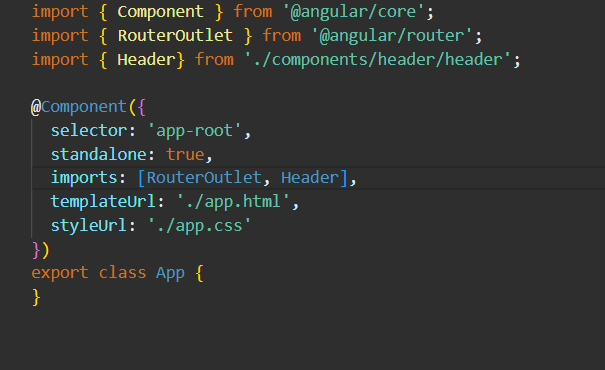 import { Component } from '@angular/core';
import { RouterOutlet } from '@angular/router';
import { Header} from './components/header/header';
@Component({
selector: 'app-root',
standalone: true,
imports: [RouterOutlet, Header],
templateUrl: './app.html',
styleUrl: './app.css'
})
export class App {
}